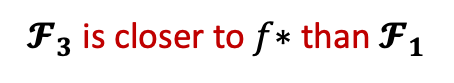 𝓕₃ is closer to 𝑓∗ than 𝓕₁